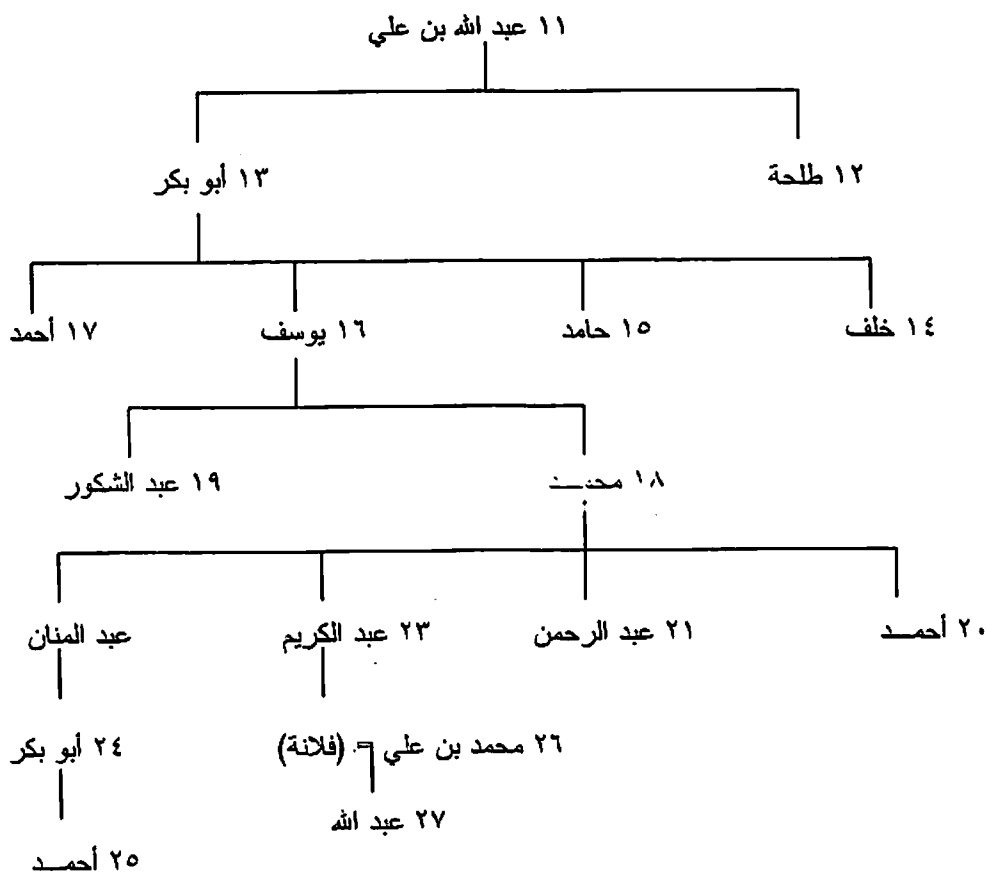 ١١ عبد الله بن علي
١٢ طلحة ١٣ أبو بكر
١٤ خلف ١٥ حامد ١٦ يوسف ١٧ أحمد
١٨ محمد ١٩ عبد الشكور
٢٠ أحمد ٢١ عبد الرحمن ٢٣ عبد الكريم عبد المنان
٢٦ محمد بن علي = (فلانة) ٢٤ أبو بكر
٢٧ عبد الله
٢٥ أحمد